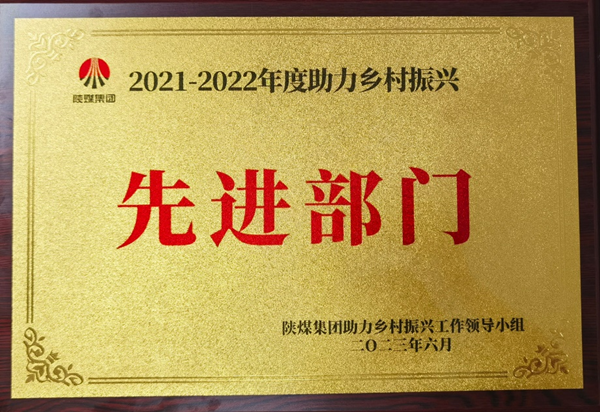 陕煤集团
2021-2022年度助力乡村振兴
先进部门
陕煤集团助力乡村振兴工作领导小组
二〇二三年六月